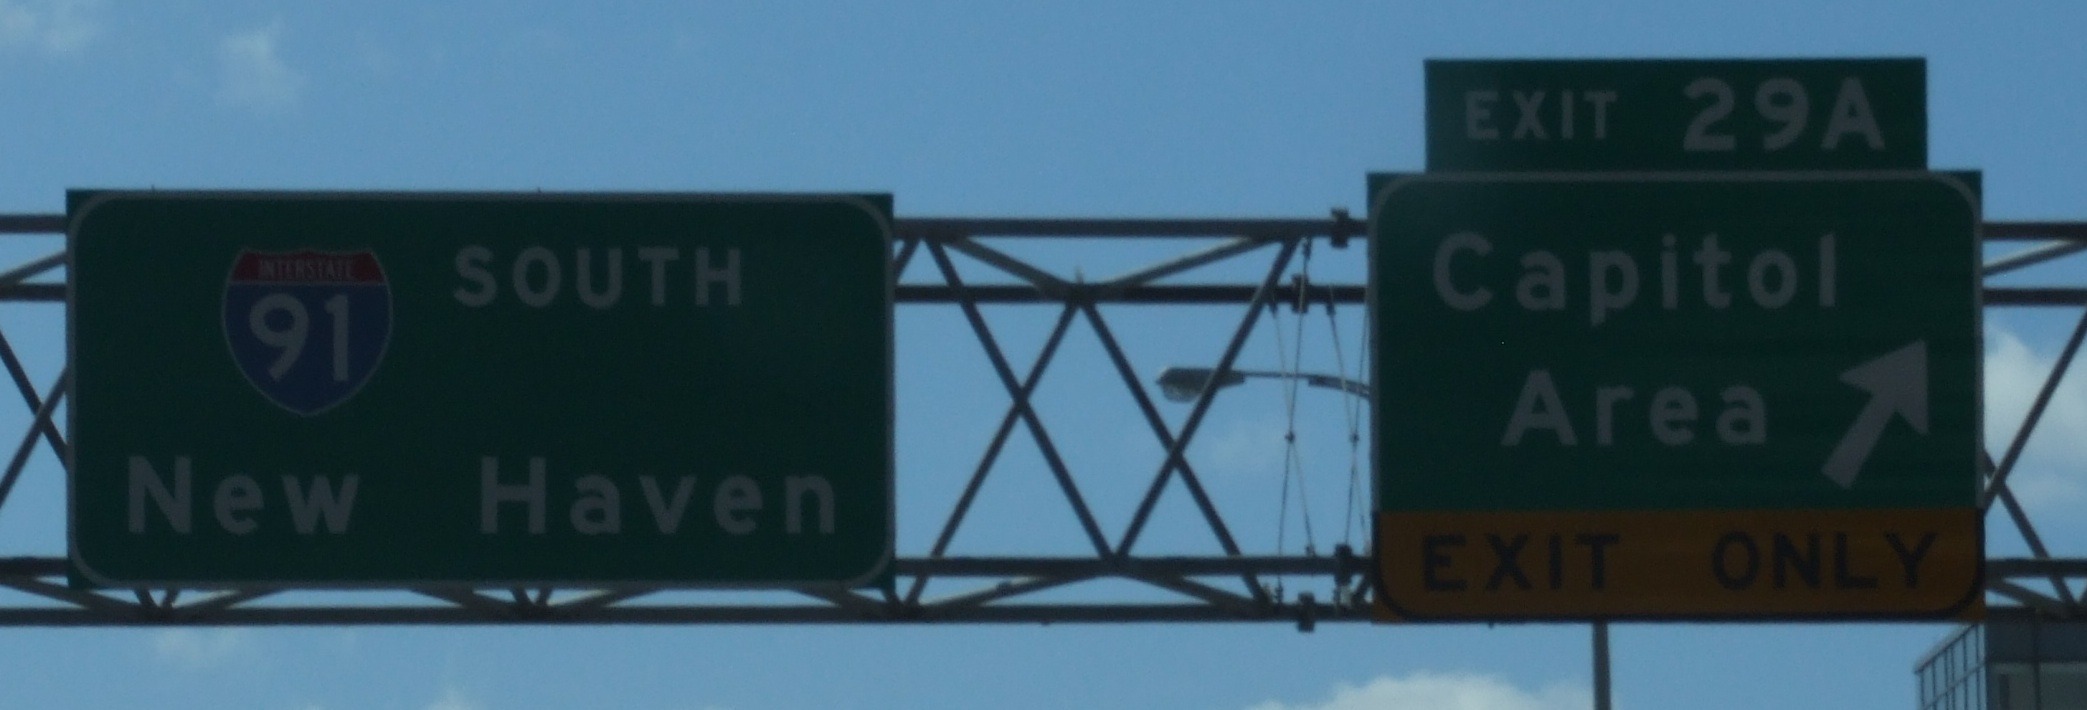 INTERSTATE
91
SOUTH
New Haven
EXIT 29A
Capitol
Area
EXIT ONLY